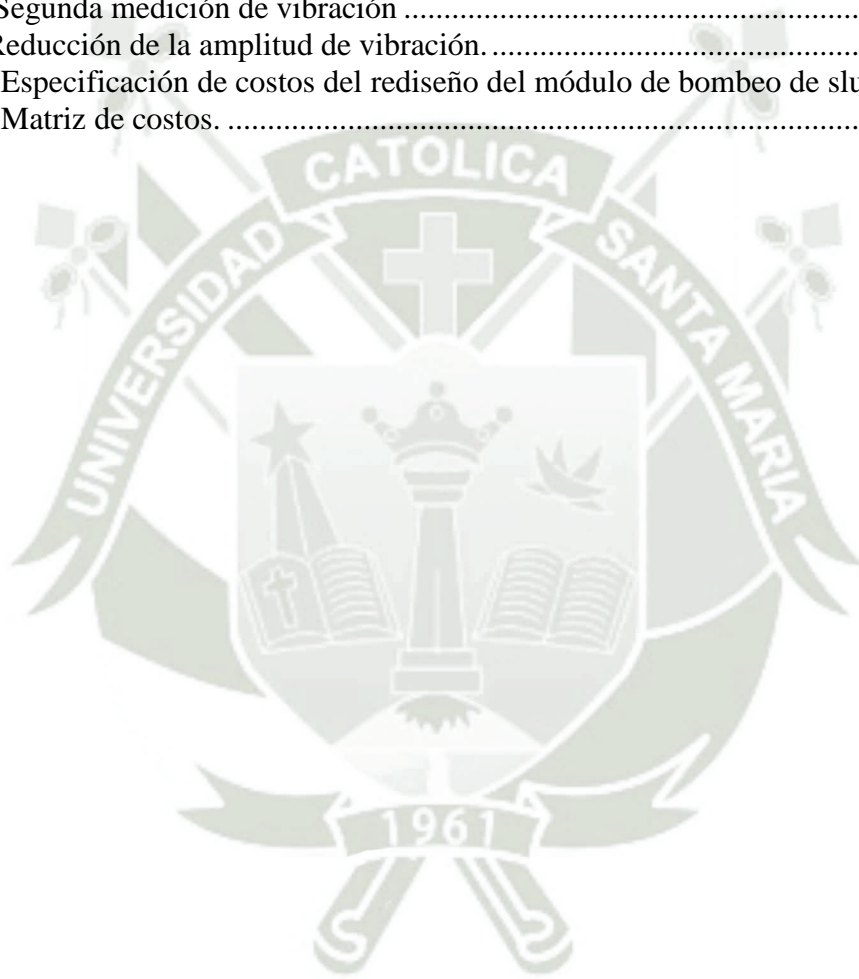 Segunda medición de vibración ....................................................................
Reducción de la amplitud de vibración. .......................................................
Especificación de costos del rediseño del módulo de bombeo de
Matriz de costos. ...........................................................................................
UNIVERSIDAD CATOLICA SANTA MARIA
1961